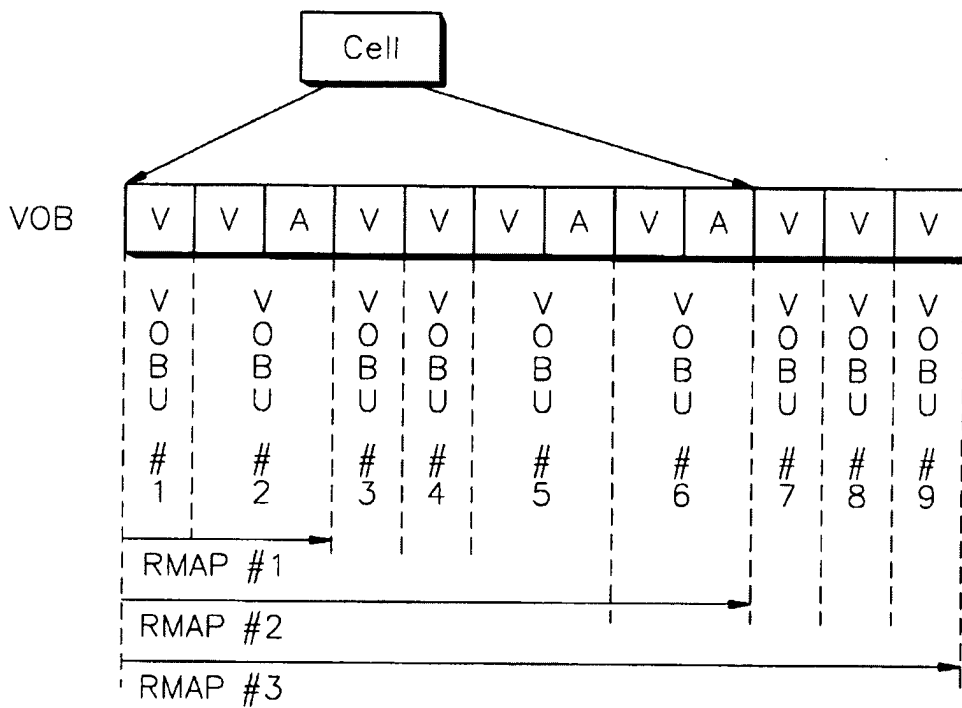 Cell
VOB V V A V V V A V A V V V
VOBU #1 VOBU #2 VOBU #3 VOBU #4 VOBU #5 VOBU #6 VOBU #7 VOBU #8 VOBU #9
RMAP #1
RMAP #2
RMAP #3